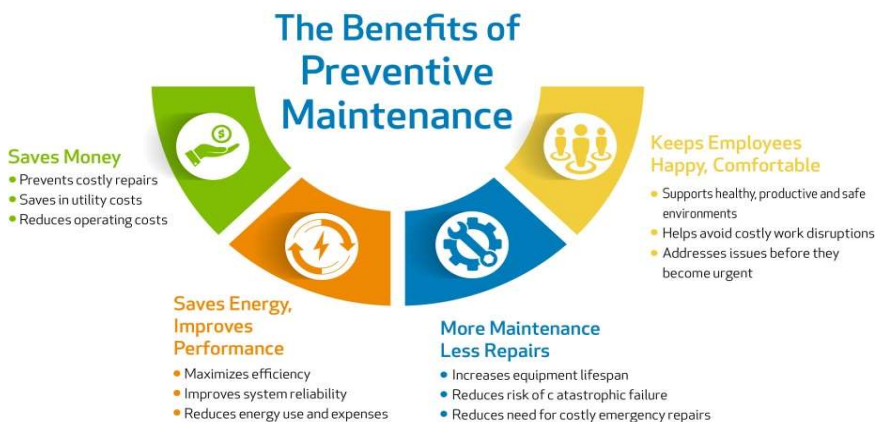 The Benefits of
Preventive
Maintenance
$
Saves Money
• Prevents costly repairs
• Saves in utility costs
• Reduces operating costs
Saves Energy,
Improves
Performance
• Maximizes efficiency
• Improves system reliability
• Reduces energy use and expenses
More Maintenance
Less Repairs
• Increases equipment lifespan
• Reduces risk of c atastrophic failure
• Reduces need for costly emergency repairs
Keeps Employees
Happy, Comfortable
• Supports healthy, productive and safe
environments
• Helps avoid costly work disruptions
• Addresses issues before they
become urgent